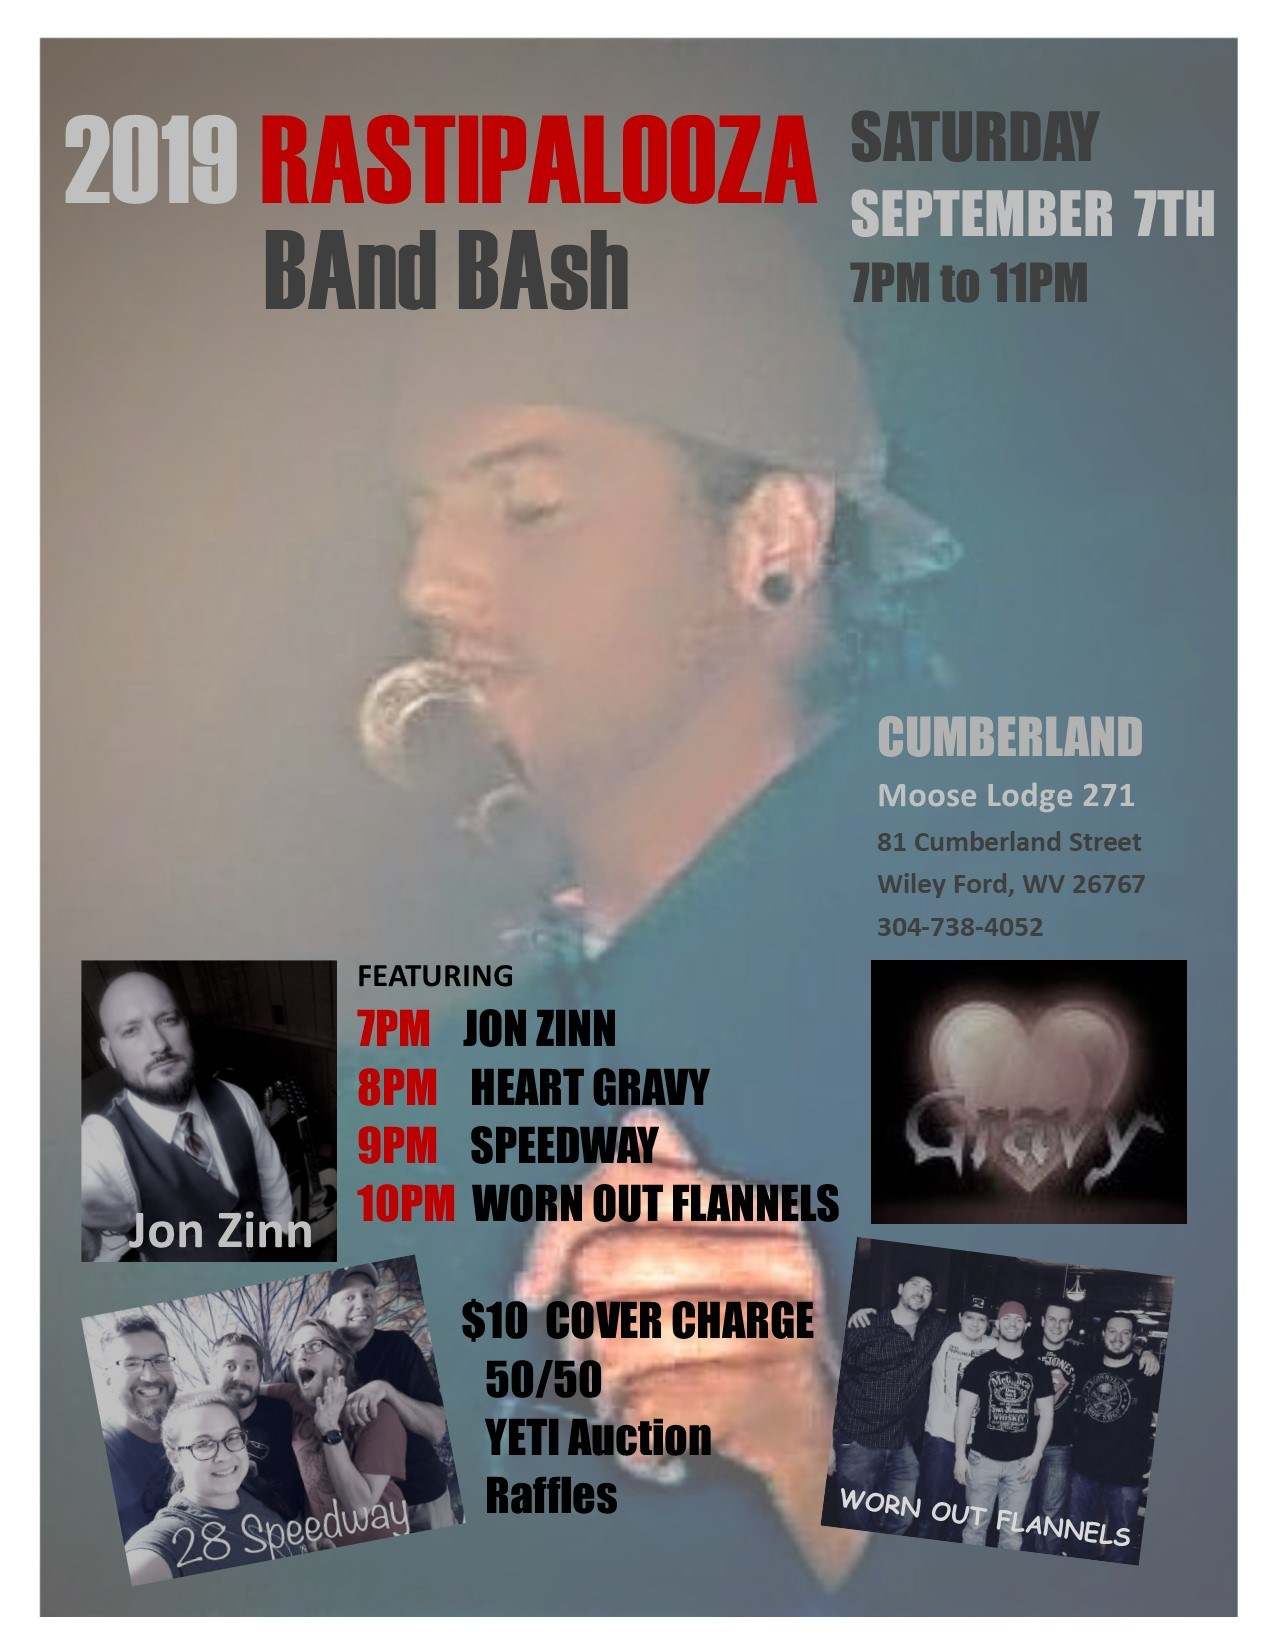 2019 RASTIPALOOZA
BAnd BAsh
SATURDAY
SEPTEMBER 7TH
7PM to 11PM
CUMBERLAND
Moose Lodge 271
81 Cumberland Street
Wiley Ford, WV 26767
304-738-4052
FEATURING
7PM JON ZINN
8PM HEART GRAVY
9PM SPEEDWAY
10PM WORN OUT FLANNELS
Jon Zinn
Gravy
$10 COVER CHARGE
50/50
YETI Auction
Raffles
28 Speedway
WORN OUT FLANNELS